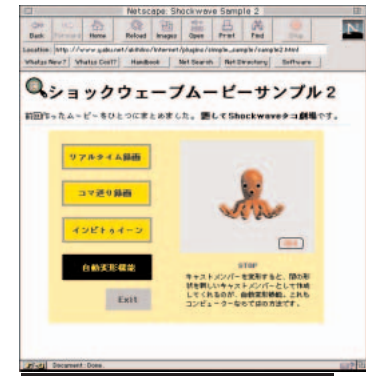 Netscape: Shockwave Sample 2
Back Forward Home Reload Images Open Print Find Stop
What's New? What's Cool? Handbook Net Search Net Directory Software
ショックウェーブムービーサンプル2
前回作ったムービーをひとつにまとめました。題してShockwaveタコ劇場です。
リアルタイム録画
コマ送り録画
インビトゥイーン
自動変形機能
Exit
STOP
キャストメンバーを変形すると、間の形
状を新しいキャストメンバーとして作成
してくれるのが、自動変形機能。これも
コンピューターならではの方法です。
Document: Done.